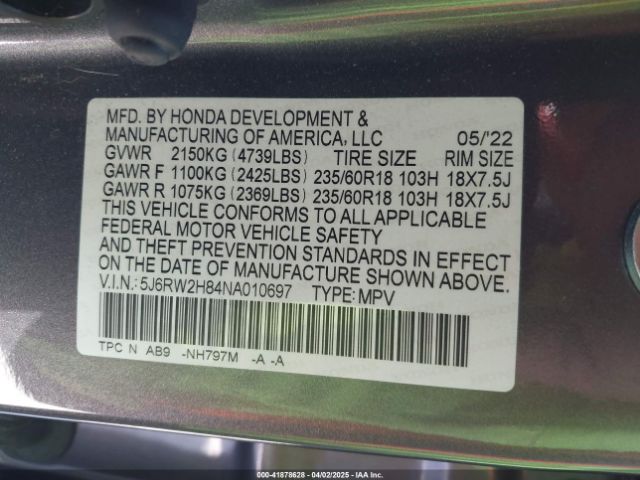 MFD. BY HONDA DEVELOPMENT &
MANUFACTURING OF AMERICA, LLC 05/'22
GVWR 2150KG (4739LBS) TIRE SIZE RIM SIZE
GAWR F 1100KG (2425LBS) 235/60R18 103H 18X7.5J
GAWR R 1075KG (2369LBS) 235/60R18 103H 18X7.5J
THIS VEHICLE CONFORMS TO ALL APPLICABLE
FEDERAL MOTOR VEHICLE SAFETY
AND THEFT PREVENTION STANDARDS IN EFFECT
ON THE DATE OF MANUFACTURE SHOWN ABOVE.
V.I.N.: 5J6RW2H84NA010697 TYPE: MPV
TPC N AB9 -NH797M -A -A
000-41878628 - 04/02/2025 - IAA Inc.